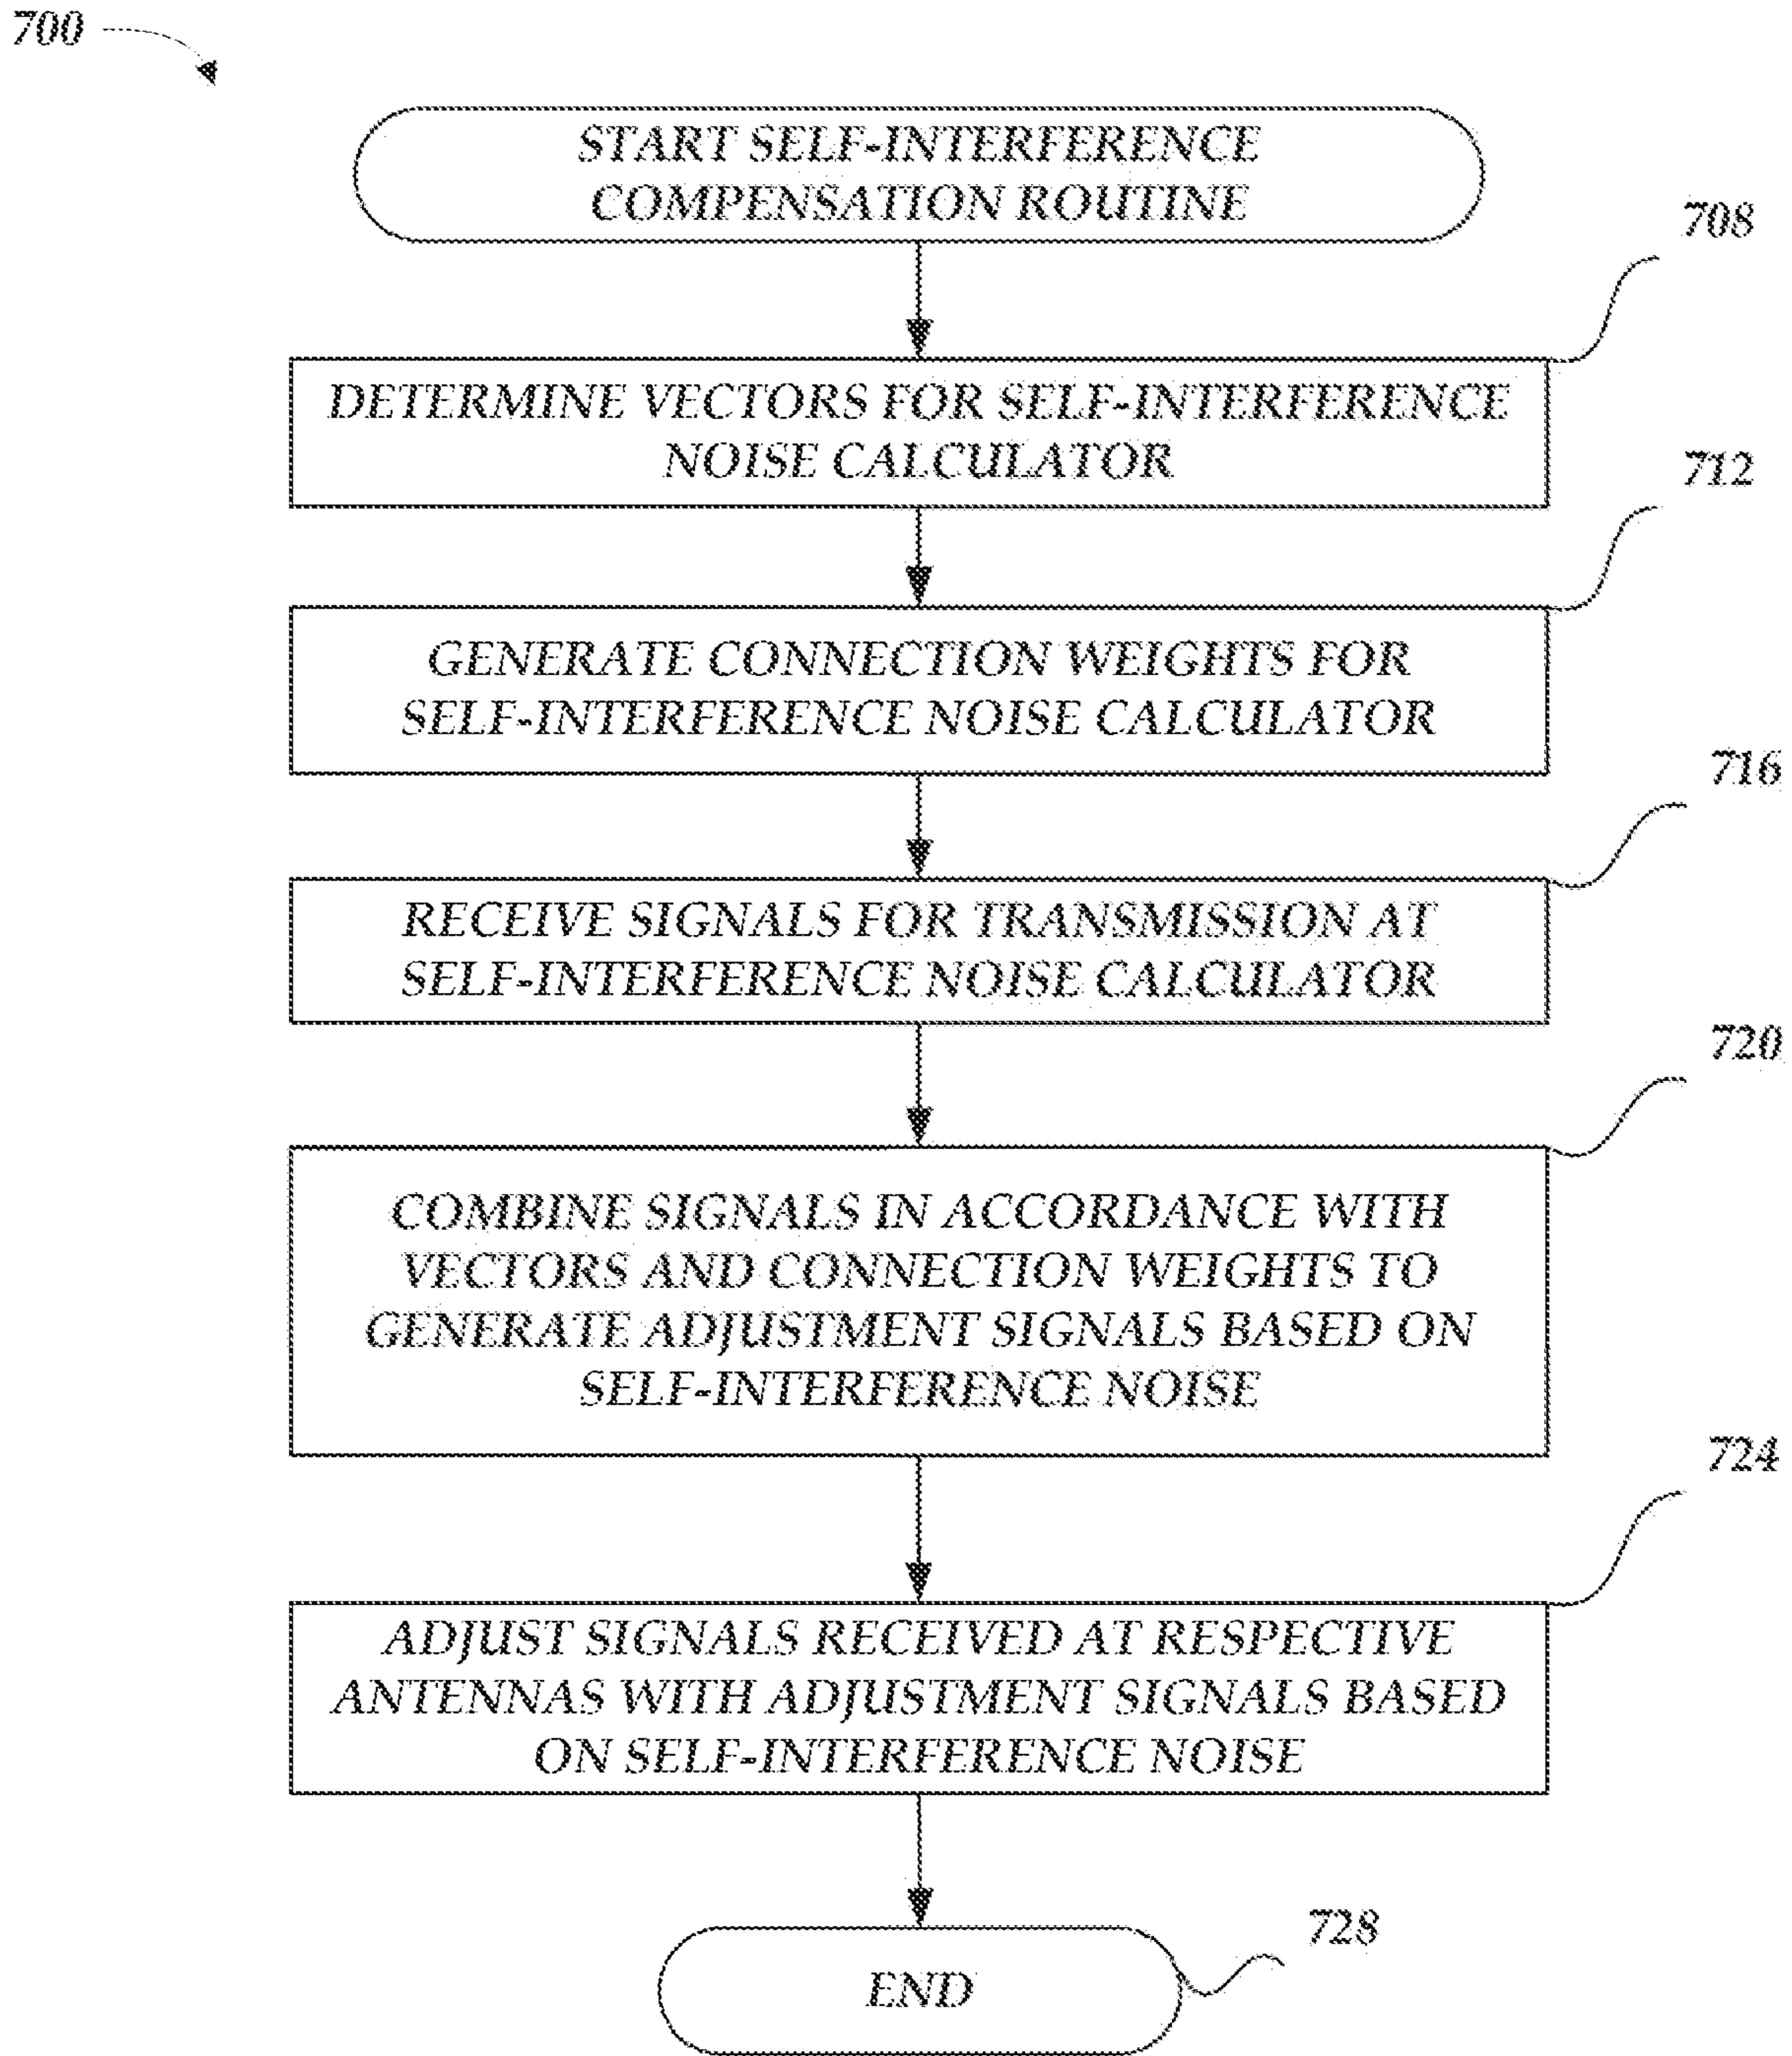 700
START SELF-INTERFERENCE
COMPENSATION ROUTINE
708
DETERMINE VECTORS FOR SELF-INTERFERENCE
NOISE CALCULATOR
712
GENERATE CONNECTION WEIGHTS FOR
SELF-INTERFERENCE NOISE CALCULATOR
716
RECEIVE SIGNALS FOR TRANSMISSION AT
SELF-INTERFERENCE NOISE CALCULATOR
720
COMBINE SIGNALS IN ACCORDANCE WITH
VECTORS AND CONNECTION WEIGHTS TO
GENERATE ADJUSTMENT SIGNALS BASED ON
SELF-INTERFERENCE NOISE
724
ADJUST SIGNALS RECEIVED AT RESPECTIVE
ANTENNAS WITH ADJUSTMENT SIGNALS BASED
ON SELF-INTERFERENCE NOISE
728
END